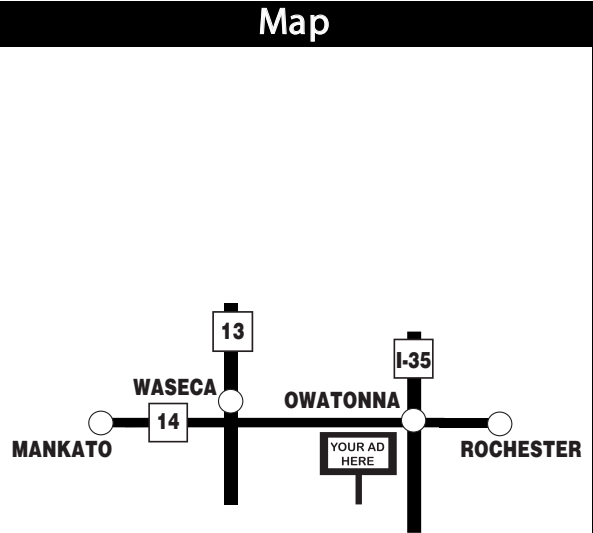 Map
13
I-35
WASECA
OWATONNA
14
MANKATO
YOUR AD
HERE
ROCHESTER